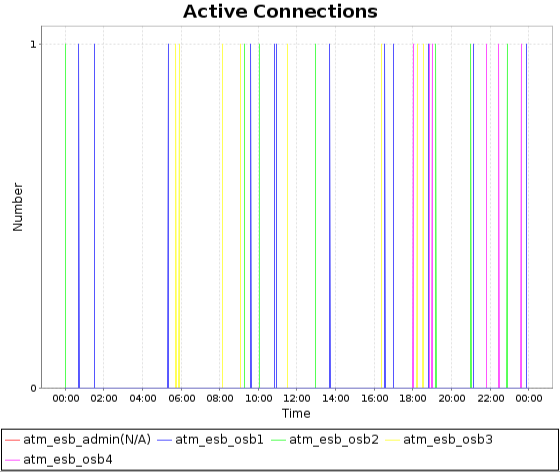 Active Connections
1
Number
0
00:00 02:00 04:00 06:00 08:00 10:00 12:00 14:00 16:00 18:00 20:00 22:00 00:00
Time
atm_esb_admin(N/A) atm_esb_osb1 atm_esb_osb2 atm_esb_osb3
atm_esb_osb4